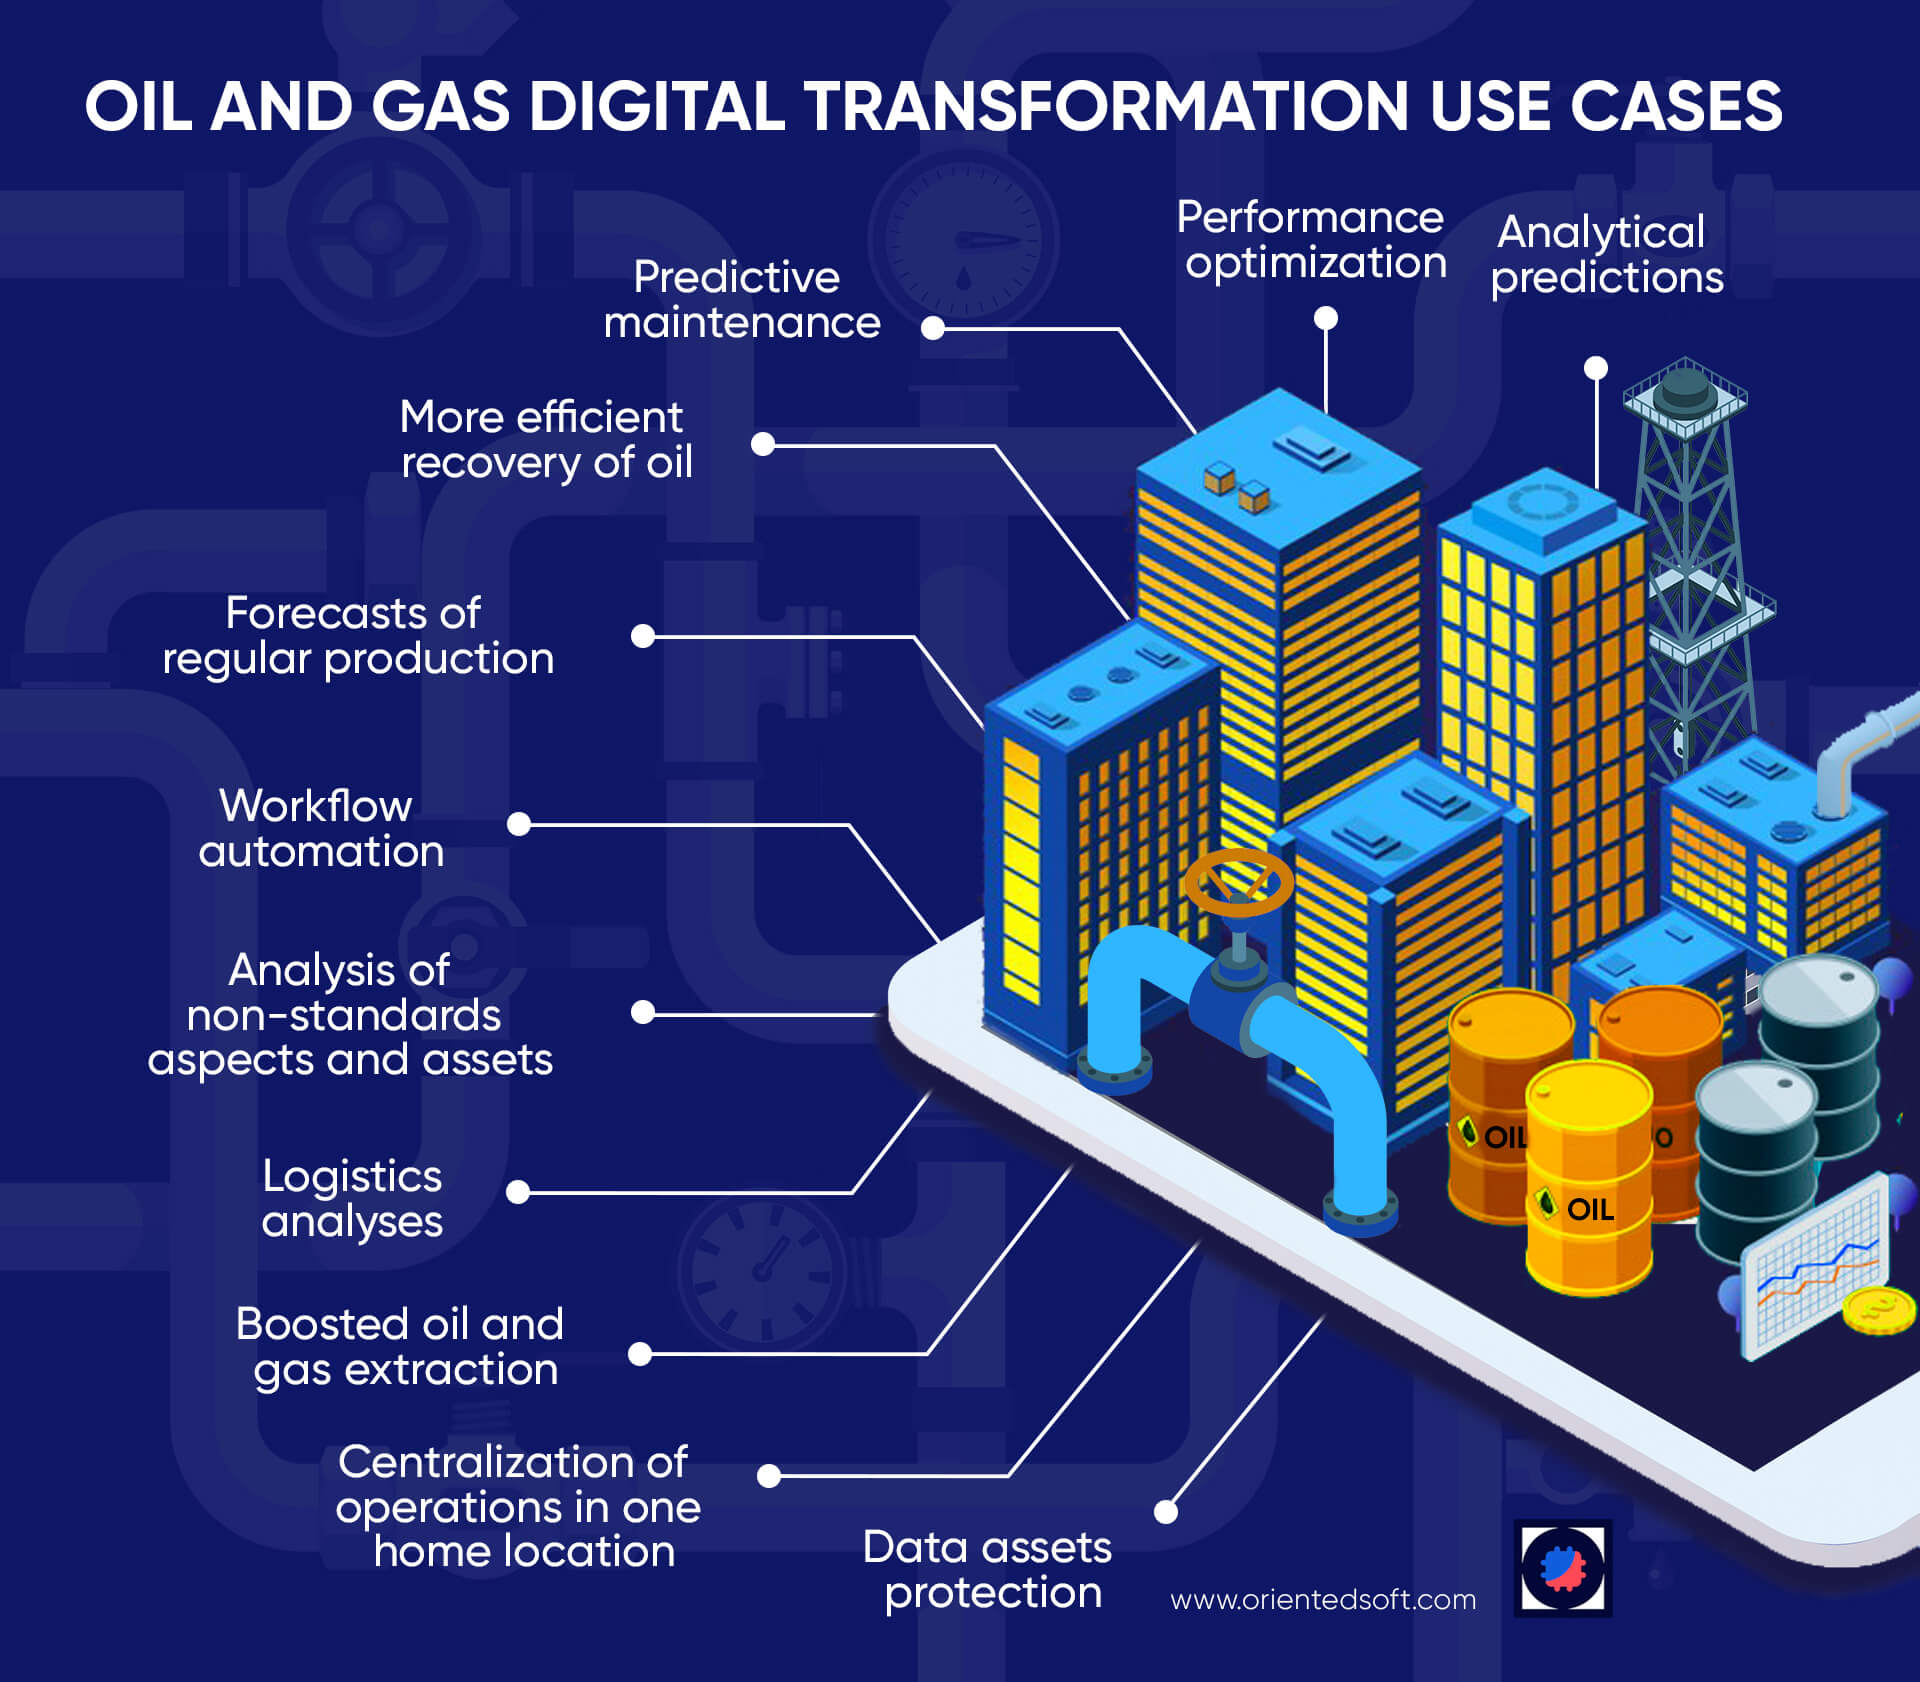 OIL AND GAS DIGITAL TRANSFORMATION USE CASES
Performance
optimization
Analytical
predictions
Predictive
maintenance
More efficient
recovery of oil
Forecasts of
regular production
Workflow
automation
Analysis of
non-standards
aspects and assets
Logistics
analyses
Boosted oil and
gas extraction
Centralization of
operations in one
home location
Data assets
protection
OIL
O
OIL
www.orientedsoft.com